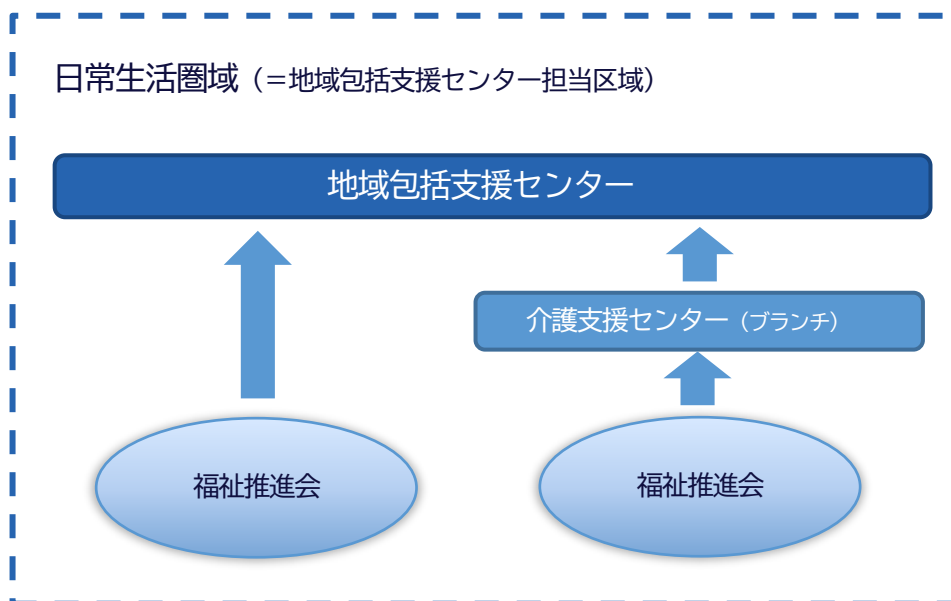 日常生活圏域（＝地域包括支援センター担当区域）
地域包括支援センター
介護支援センター（ブランチ）
福祉推進会
福祉推進会